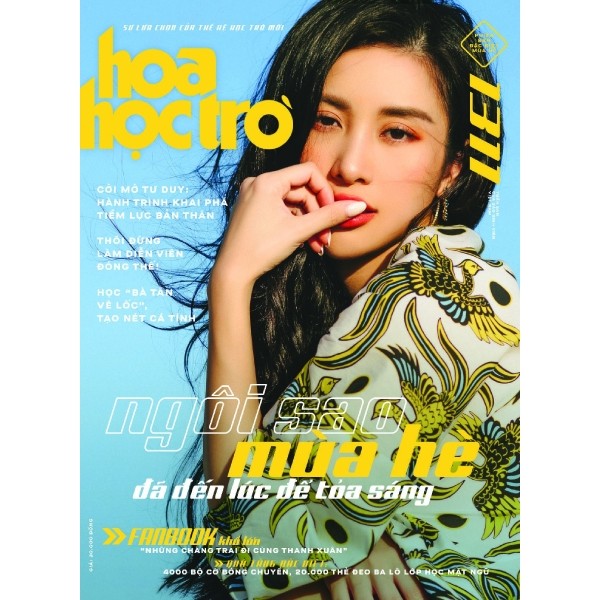 SỰ LỰA CHỌN CỦA THẾ HỆ HỌC TRÒ MỚI
hoa
học trò
1311
CỞI MỞ TƯ DUY:
HÀNH TRÌNH KHAI PHÁ
TIỀM LỰC BẢN THÂN
THÔI ĐỪNG
LÀM DIỄN VIÊN
ĐÓNG THẾ!
HỌC "BÀ TÂN
VÊ LỐC",
TẠO NÉT CÁ TÍNH
ngôi sao
mùa hè
đã đến lúc để tỏa sáng
FANBOOK khổ lớn
"NHỮNG CHÀNG TRAI ĐI CÙNG THANH XUÂN"
4000 BỘ CỜ BÓNG CHUYỀN, 20.000 THẺ ĐEO BA LÔ LỚP HỌC MẬT NGỮ